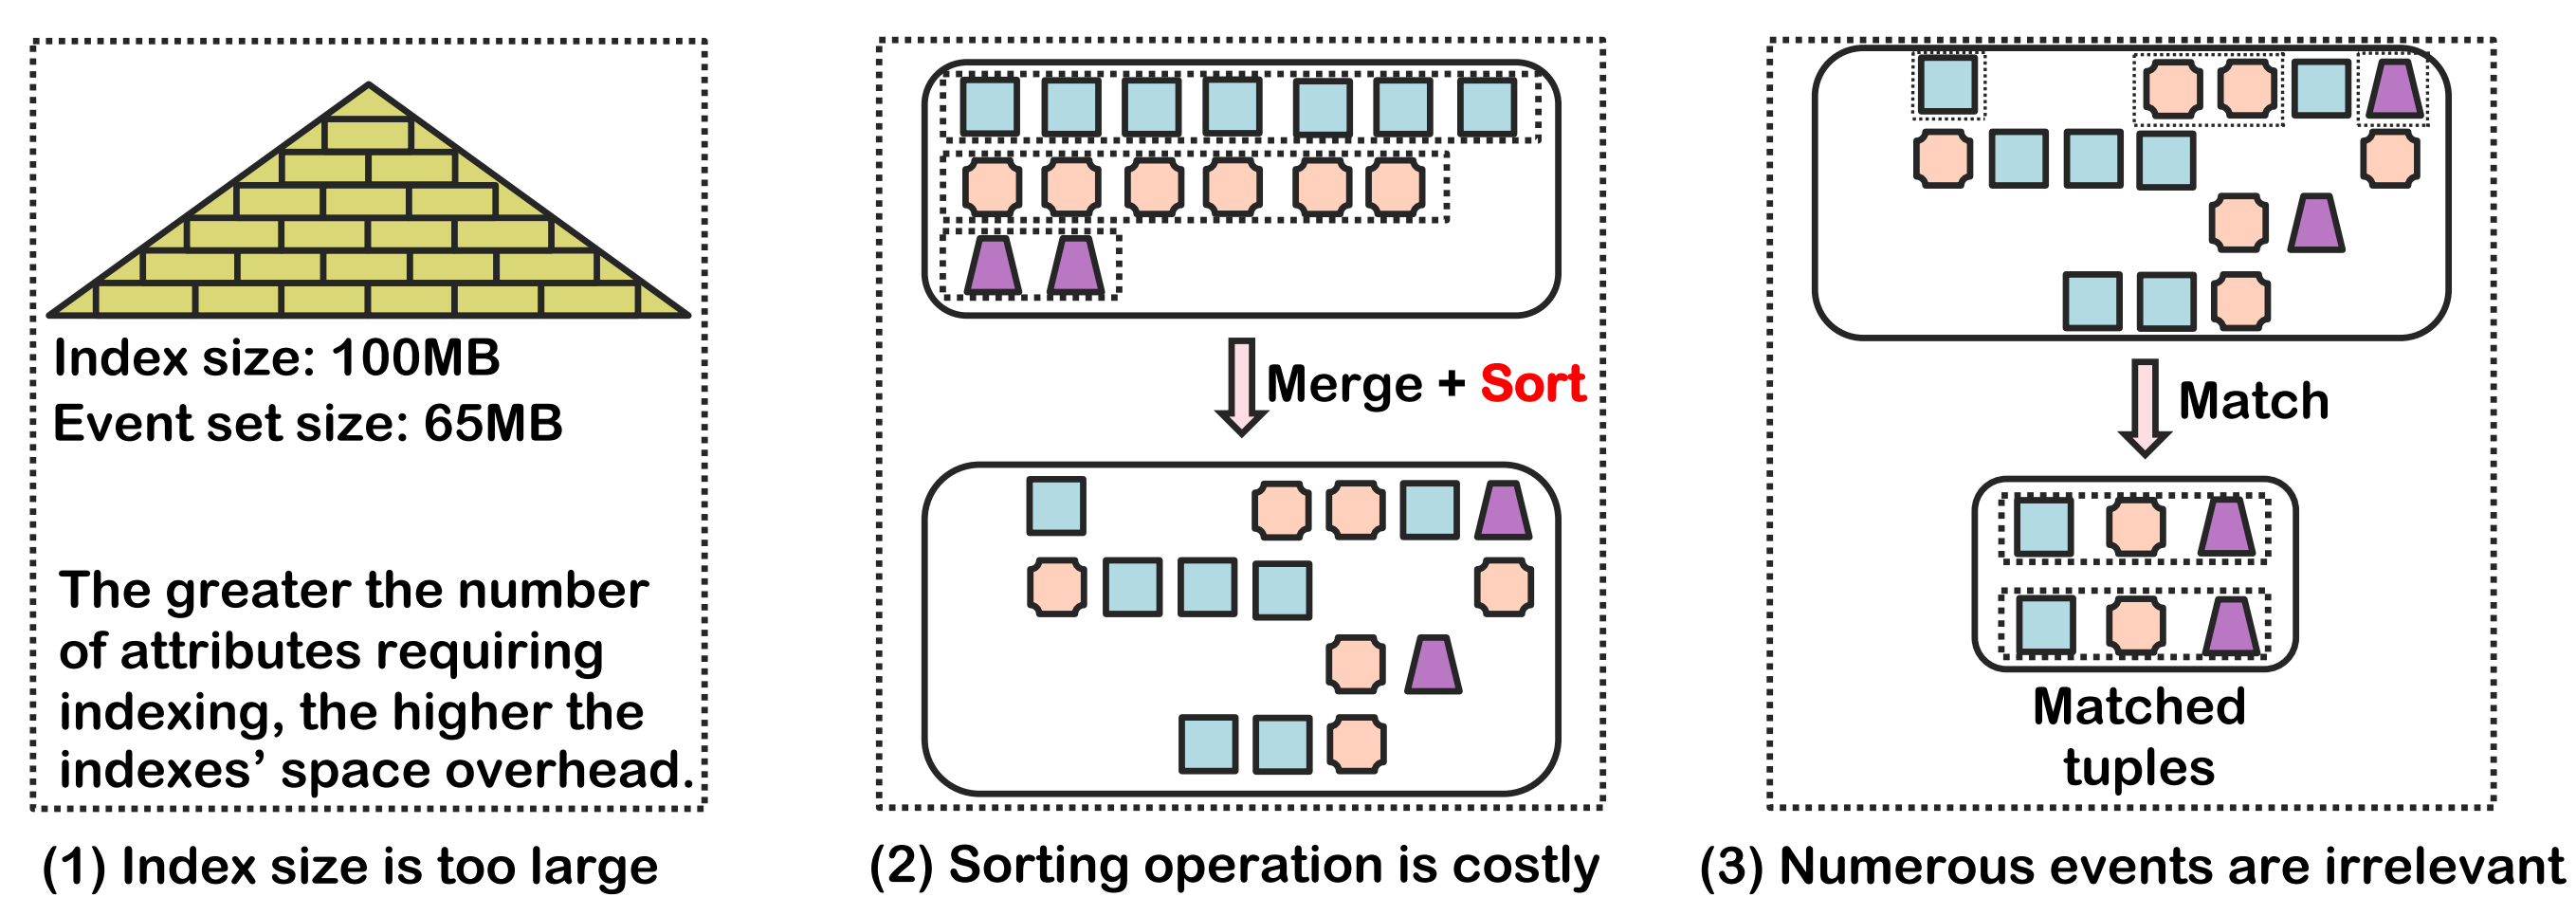 Index size: 100MB
Event set size: 65MB
The greater the number
of attributes requiring
indexing, the higher the
indexes’ space overhead.
(1) Index size is too large
Merge + Sort
(2) Sorting operation is costly
Match
Matched
tuples
(3) Numerous events are irrelevant